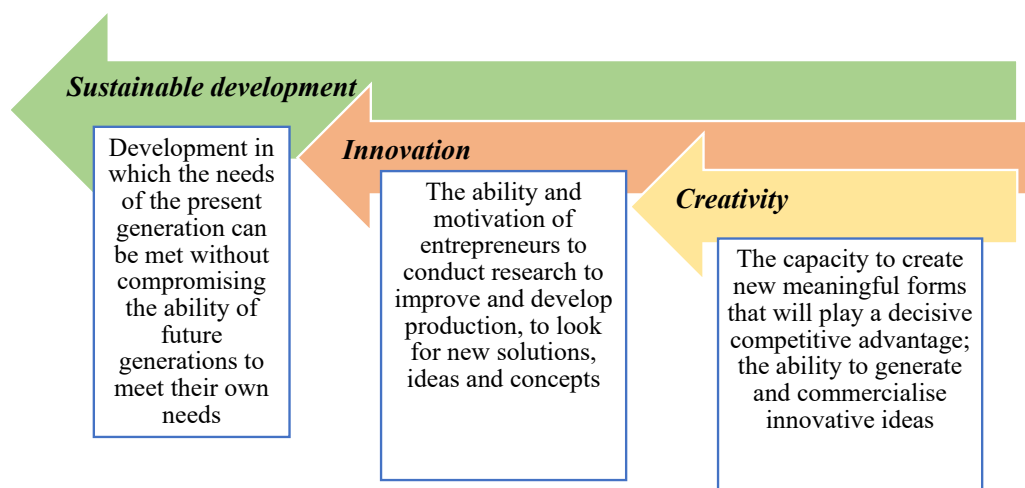 Sustainable development
Development in
which the needs
of the present
generation can
be met without
compromising
the ability of
future
generations to
meet their own
needs
Innovation
The ability and
motivation of
entrepreneurs to
conduct research to
improve and develop
production, to look
for new solutions,
ideas and concepts
Creativity
The capacity to create
new meaningful forms
that will play a decisive
competitive advantage;
the ability to generate
and commercialise
innovative ideas